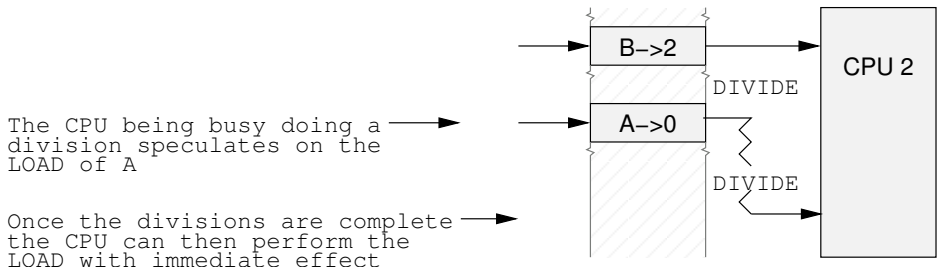 B->2
CPU 2
DIVIDE
The CPU being busy doing a
division speculates on the
LOAD of A
A->0
DIVIDE
Once the divisions are complete
the CPU can then perform the
LOAD with immediate effect